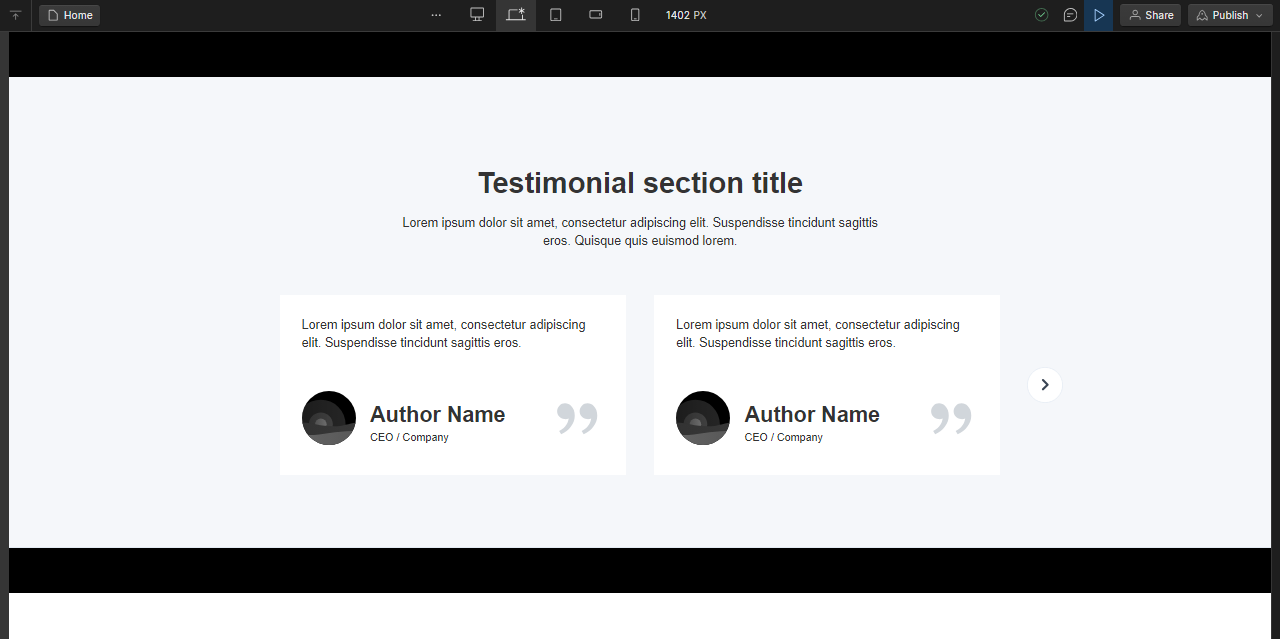 Home
1402 PX
Share
Publish
Testimonial section title
Lorem ipsum dolor sit amet, consectetur adipiscing elit. Suspendisse tincidunt sagittis
eros. Quisque quis euismod lorem.
Lorem ipsum dolor sit amet, consectetur adipiscing
elit. Suspendisse tincidunt sagittis eros.
Author Name
CEO / Company
Lorem ipsum dolor sit amet, consectetur adipiscing
elit. Suspendisse tincidunt sagittis eros.
Author Name
CEO / Company